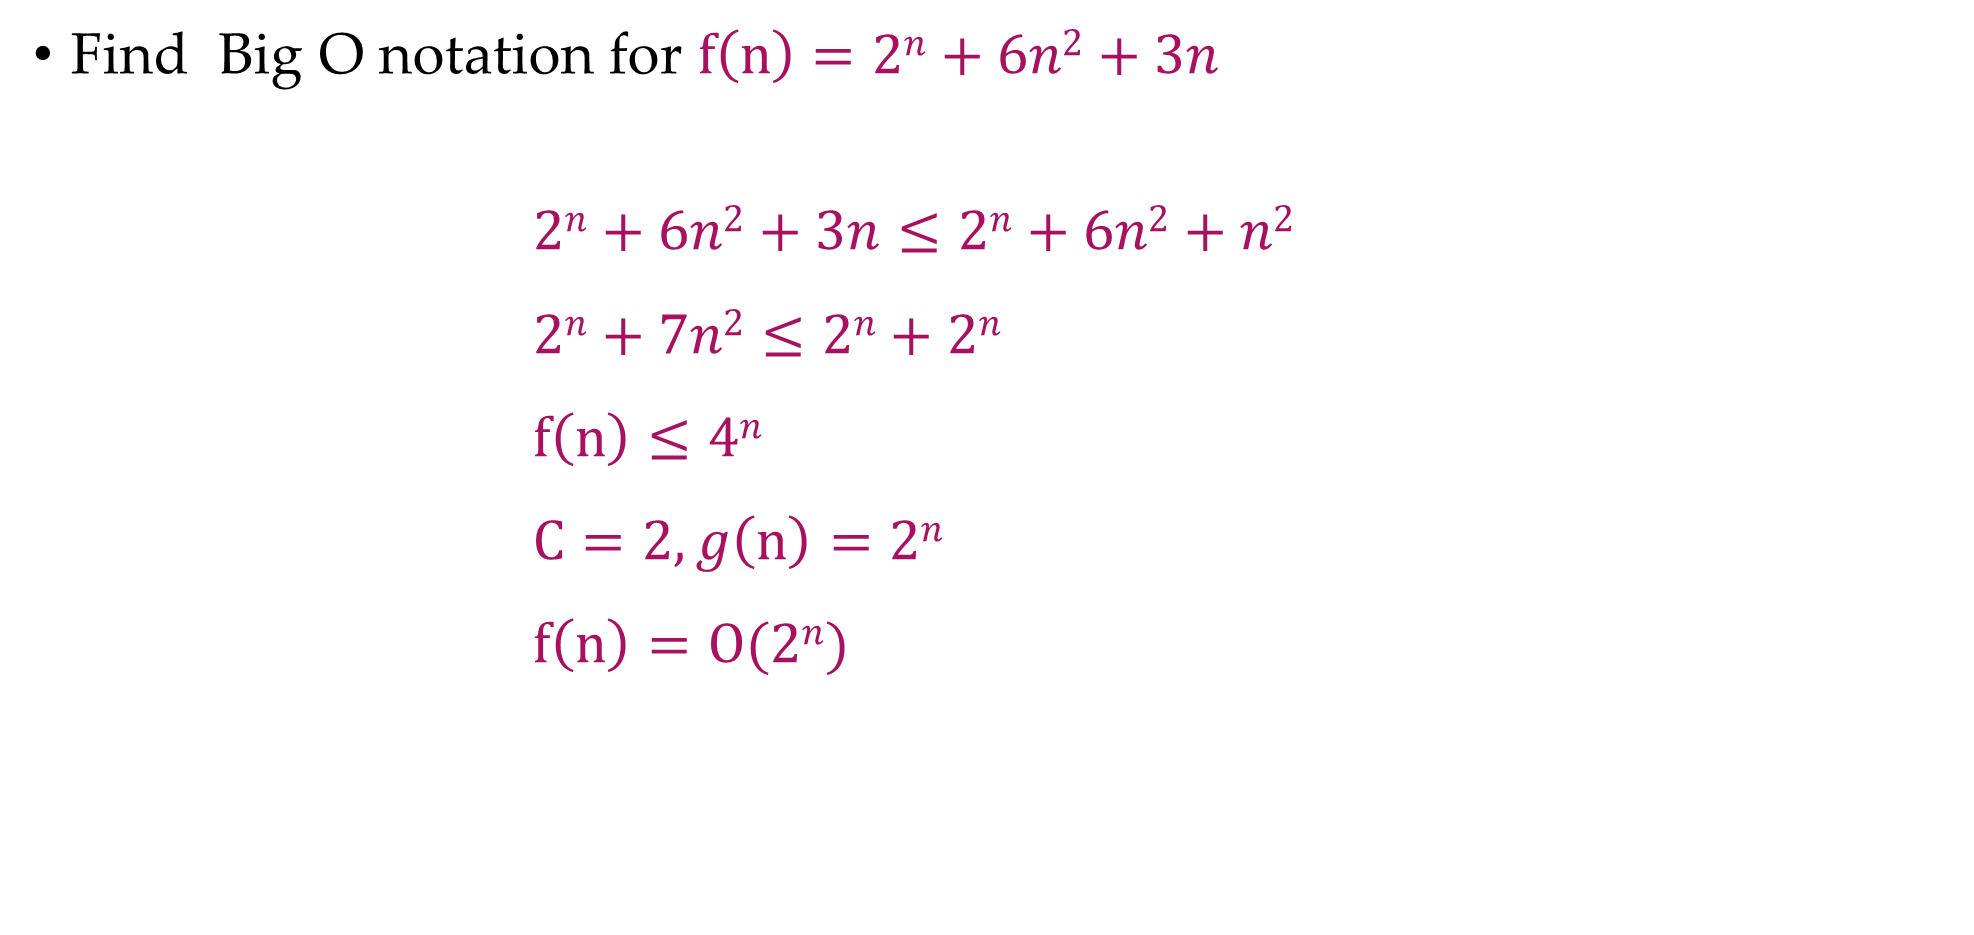 • Find Big O notation for f(n) = 2ⁿ + 6n² + 3n
2ⁿ + 6n² + 3n ≤ 2ⁿ + 6n² + n²
2ⁿ + 7n² ≤ 2ⁿ + 2ⁿ
f(n) ≤ 4ⁿ
C = 2, g(n) = 2ⁿ
f(n) = O(2ⁿ)